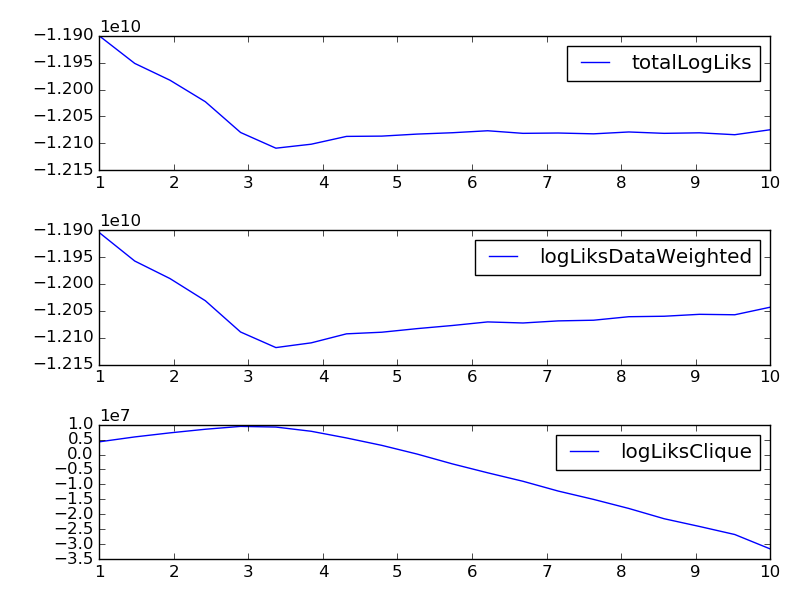 1e10
−1.190
−1.195
−1.200
−1.205
−1.210
−1.215
totalLogLiks
1 2 3 4 5 6 7 8 9 10
1e10
−1.190
−1.195
−1.200
−1.205
−1.210
−1.215
logLiksDataWeighted
1 2 3 4 5 6 7 8 9 10
1e7
1.0
0.5
0.0
−0.5
−1.0
−1.5
−2.0
−2.5
−3.0
−3.5
logLiksClique
1 2 3 4 5 6 7 8 9 10